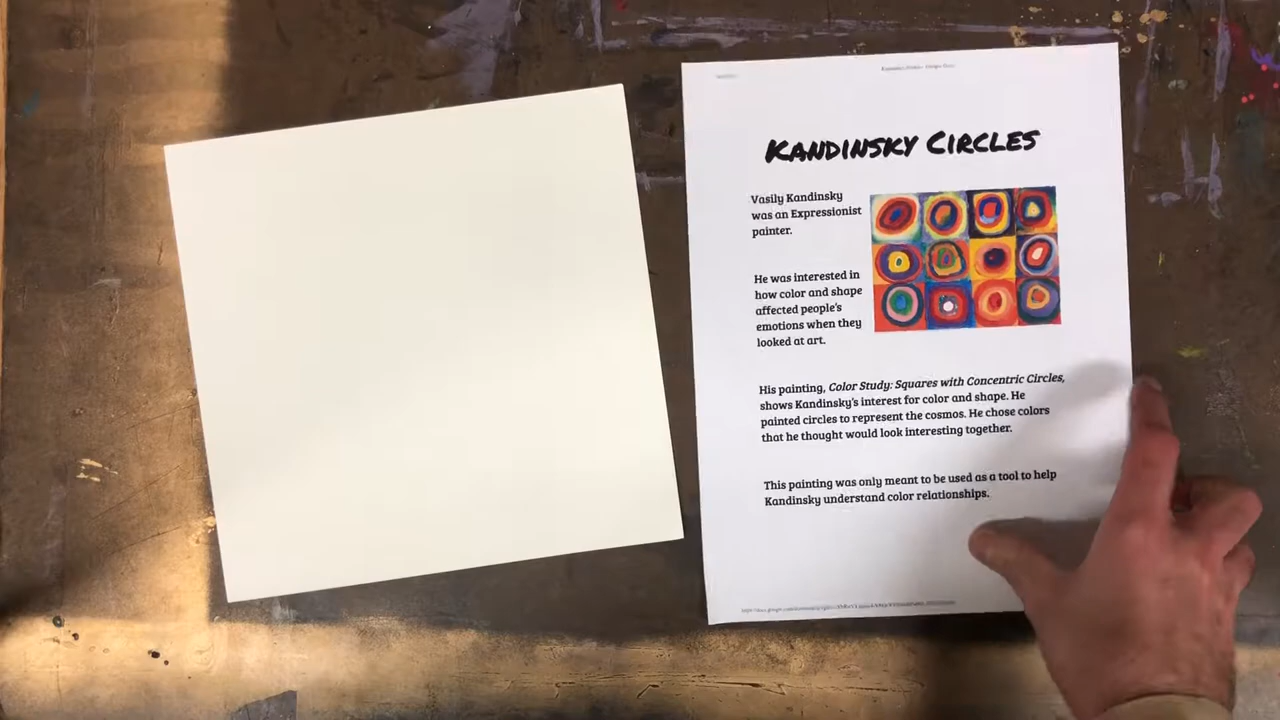 KANDINSKY CIRCLES
Vasily Kandinsky
was an Expressionist
painter.
He was interested in
how color and shape
affected people's
emotions when they
looked at art.
His painting, Color Study: Squares with Concentric Circles,
shows Kandinsky's interest for color and shape. He
painted circles to represent the cosmos. He chose colors
that he thought would look interesting together.
This painting was only meant to be used as a tool to help
Kandinsky understand color relationships.